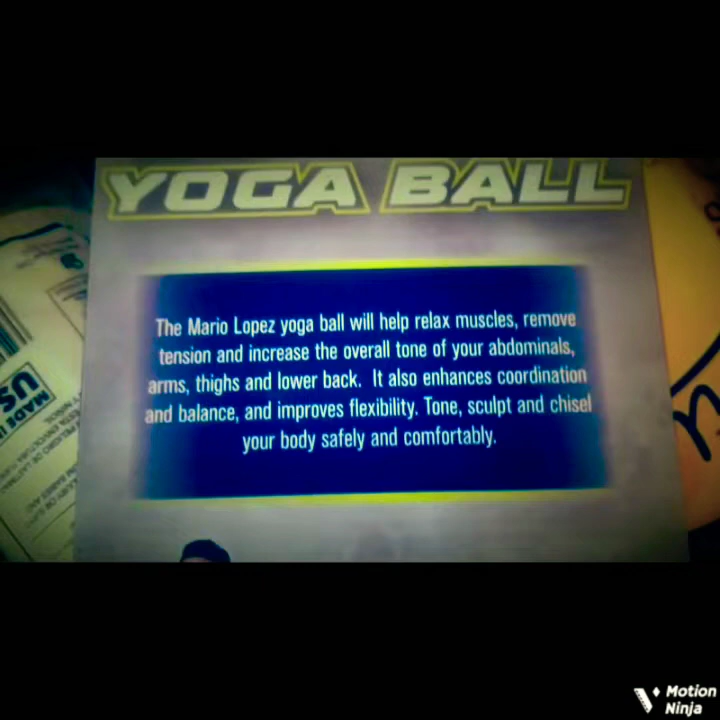 YOGA BALL
The Mario Lopez yoga ball will help relax muscles, remove
tension and increase the overall tone of your abdominals,
arms, thighs and lower back. It also enhances coordination
and balance, and improves flexibility. Tone, sculpt and chisel
your body safely and comfortably.
MADE
US
Motion
Ninja